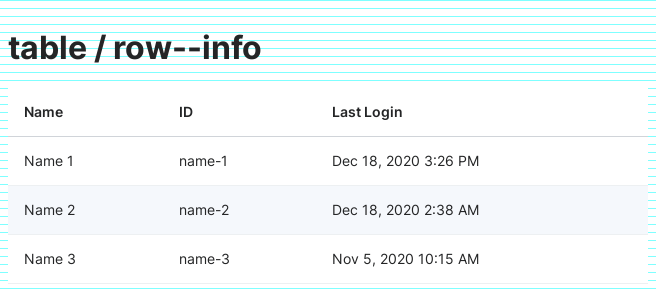 table / row--info
Name ID Last Login
Name 1 name-1 Dec 18, 2020 3:26 PM
Name 2 name-2 Dec 18, 2020 2:38 AM
Name 3 name-3 Nov 5, 2020 10:15 AM